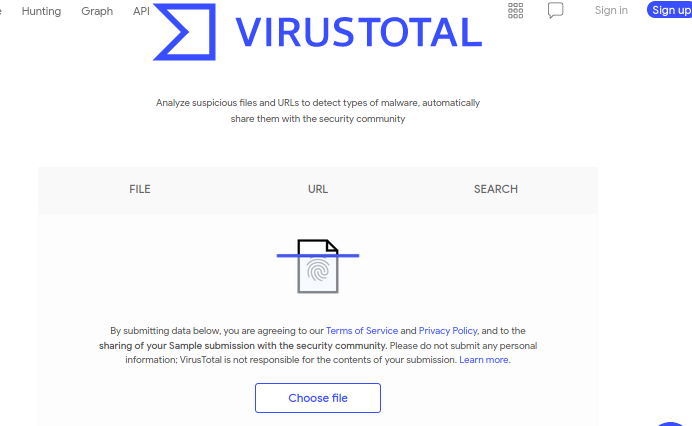 Hunting Graph API VIRUSTOTAL Sign in Sign up
Analyze suspicious files and URLs to detect types of malware, automatically
share them with the security community
FILE URL SEARCH
By submitting data below, you are agreeing to our Terms of Service and Privacy Policy, and to the
sharing of your Sample submission with the security community. Please do not submit any personal
information; VirusTotal is not responsible for the contents of your submission. Learn more.
Choose file